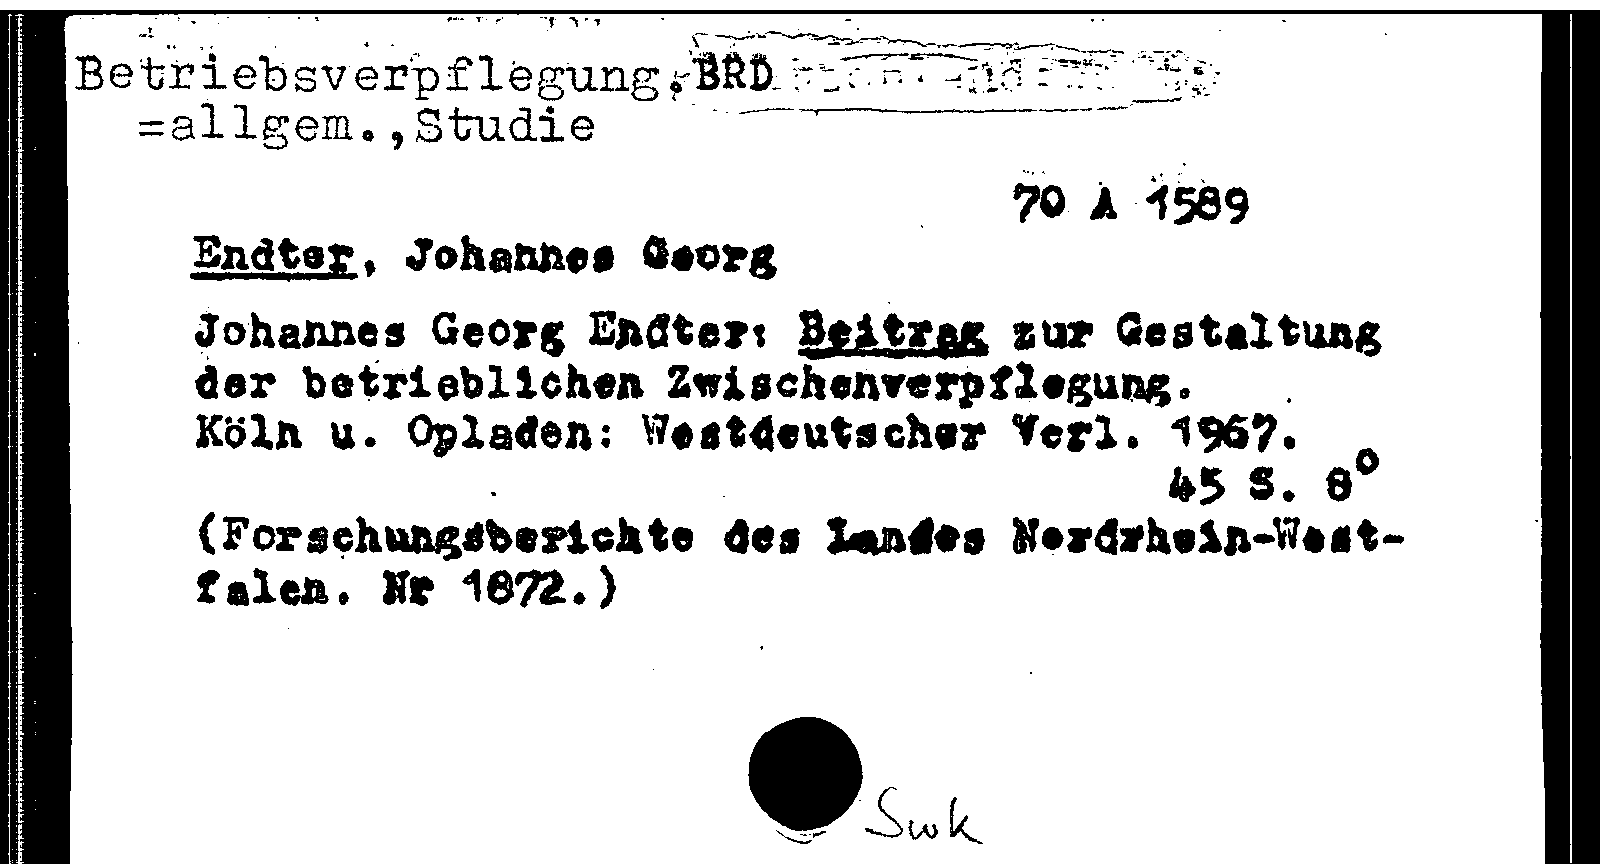 Betriebsverpflegung.BRD
=allgem.,Studie
70 A 1589
Endter, Johannes Georg
Johannes Georg Endter: Beitrag zur Gestaltung
der betrieblichen Zwischenverpflegung.
Köln u. Opladen: Westdeutscher Verl. 1967.
45 S. 8°
(Forschungsberichte des Landes Nordrhein-West-
falen. Nr 1872.)
Swk